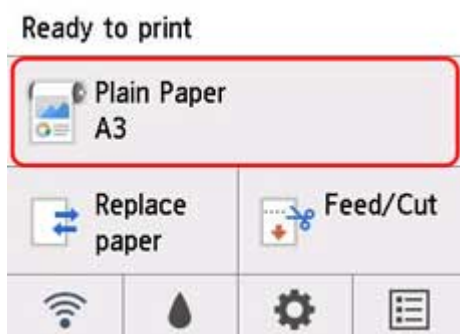 Ready to print
Plain Paper
A3
Replace
paper
Feed/Cut